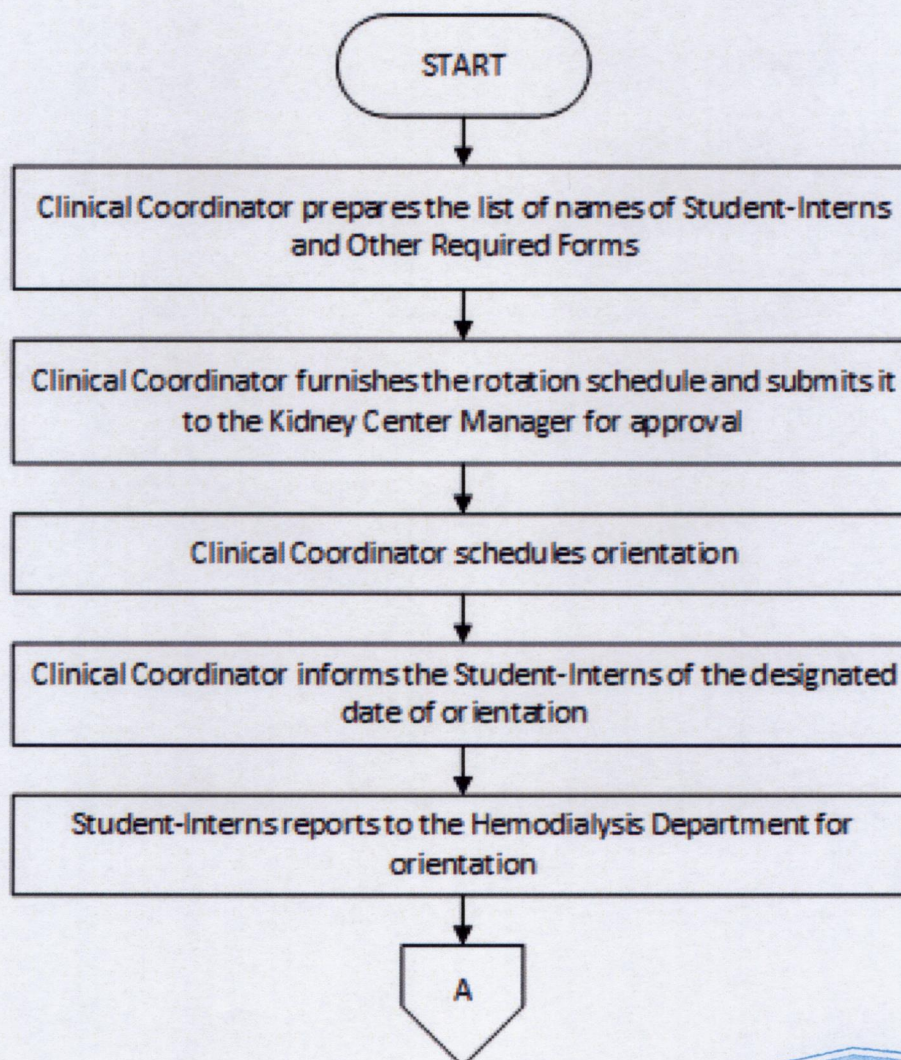 START
Clinical Coordinator prepares the list of names of Student-Interns
and Other Required Forms
Clinical Coordinator furnishes the rotation schedule and submits it
to the Kidney Center Manager for approval
Clinical Coordinator schedules orientation
Clinical Coordinator informs the Student-Interns of the designated
date of orientation
Student-Interns reports to the Hemodialysis Department for
orientation
A